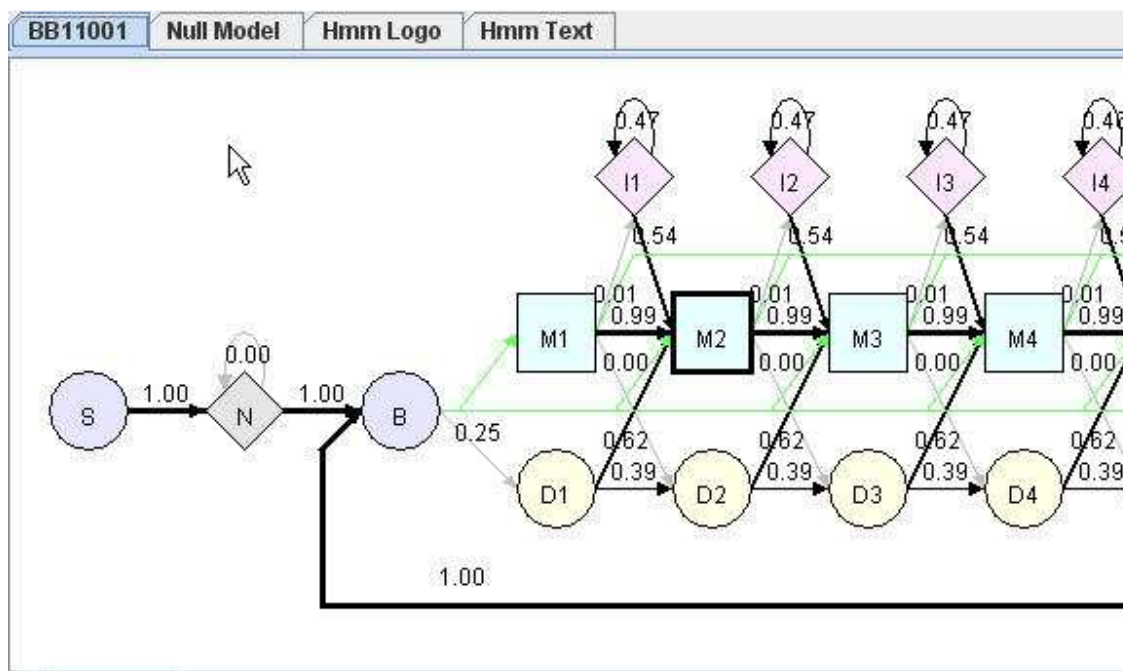 BB11001 Null Model Hmm Logo Hmm Text
0.47 0.47 0.47 0.46
I1 I2 I3 I4
0.54 0.54 0.54
0.01 0.01 0.01 0.01
0.99 0.99 0.99 0.99
M1 M2 M3 M4
0.00 0.00 0.00 0.00 0.00
1.00 1.00
S N B
0.25 0.62 0.62 0.62 0.62
0.39 0.39 0.39 0.39
D1 D2 D3 D4
1.00